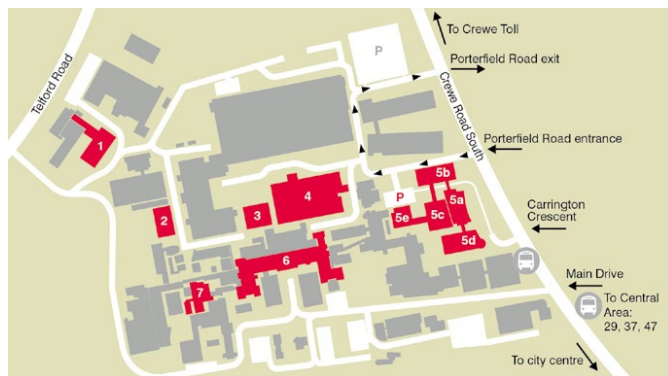 To Crewe Toll
P
Porterfield Road exit
Telford Road
Crewe Road South
Porterfield Road entrance
1
5b
4
P
5a
2
3
5e
5c
Carrington
Crescent
5d
6
Main Drive
7
To Central
Area:
29, 37, 47
To city centre